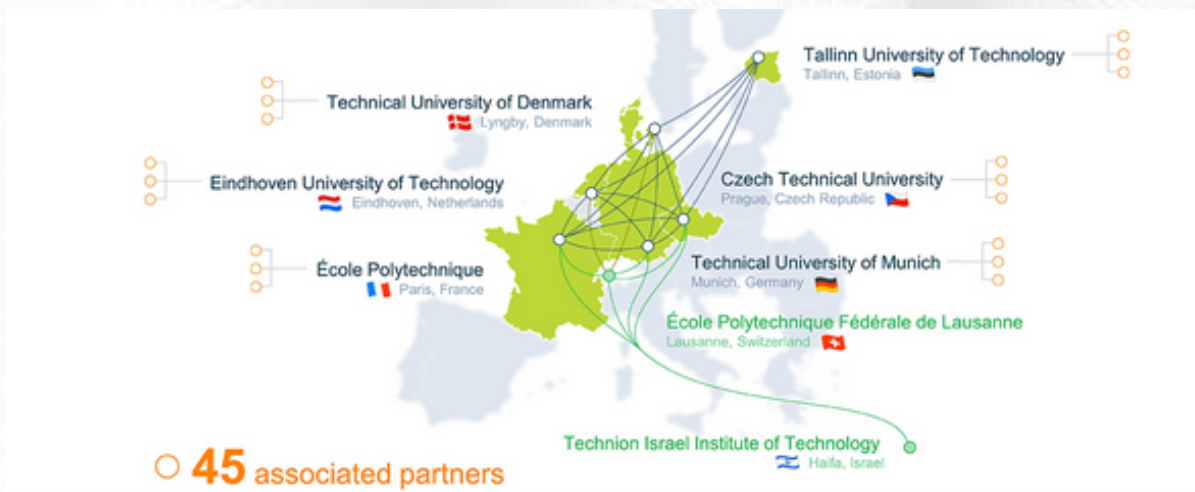 Tallinn University of Technology
Tallinn, Estonia
Technical University of Denmark
Lyngby, Denmark
Eindhoven University of Technology
Eindhoven, Netherlands
Czech Technical University
Prague, Czech Republic
École Polytechnique
Paris, France
Technical University of Munich
Munich, Germany
École Polytechnique Fédérale de Lausanne
Lausanne, Switzerland
Technion Israel Institute of Technology
Haifa, Israel
45 associated partners